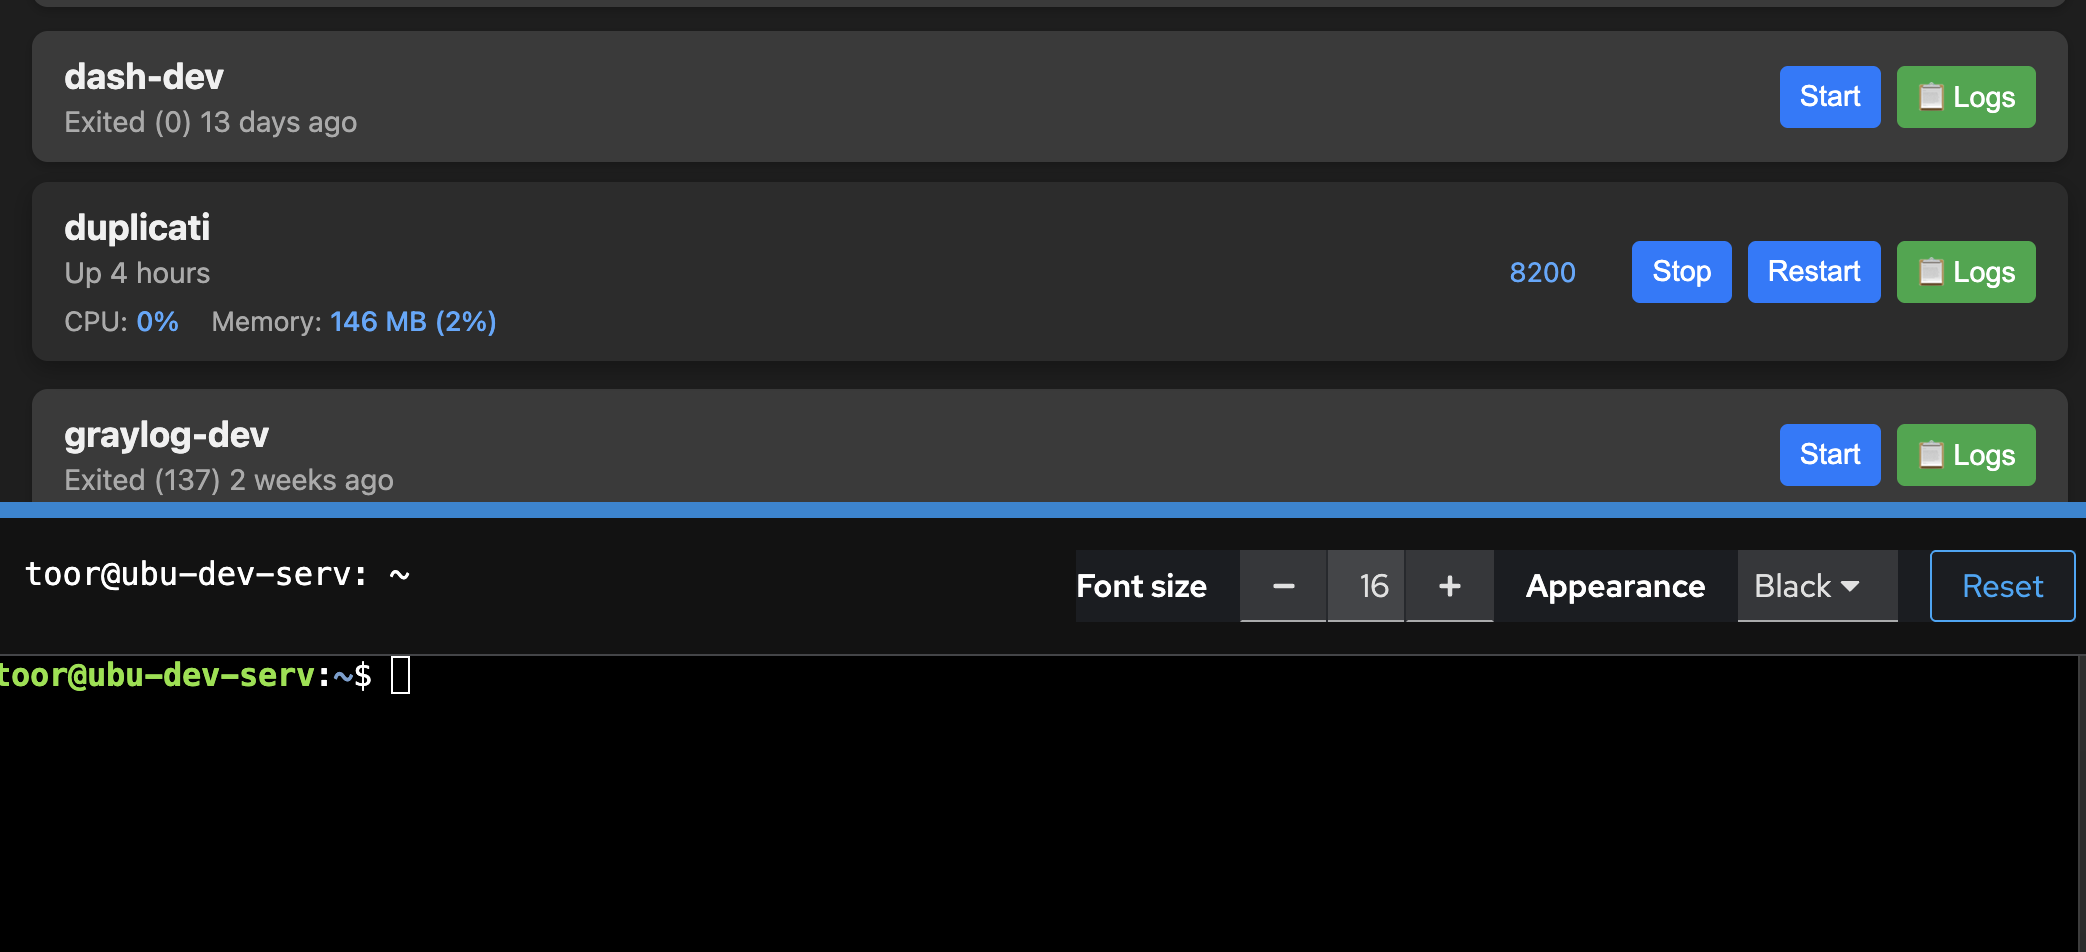 dash-dev
Exited (0) 13 days ago
Start
Logs
duplicati
Up 4 hours
CPU: 0% Memory: 146 MB (2%)
8200
Stop
Restart
Logs
graylog-dev
Exited (137) 2 weeks ago
Start
Logs
toor@ubu-dev-serv: ~
Font size
−
16
+
Appearance
Black
Reset
toor@ubu-dev-serv:~$